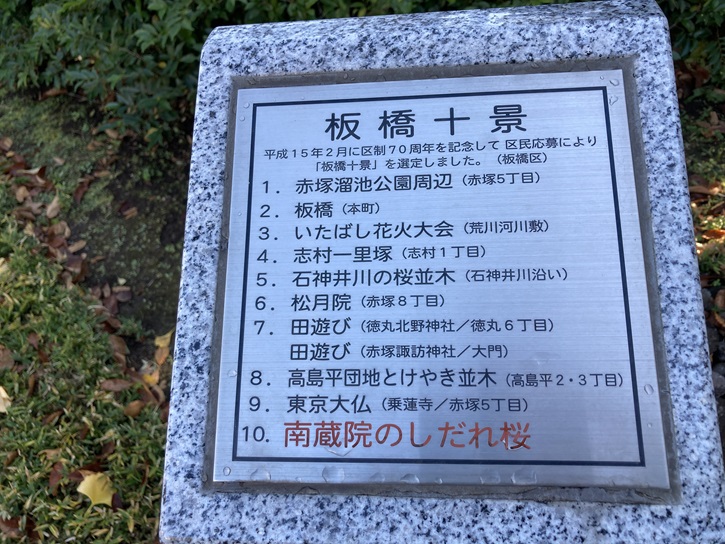 板橋十景
平成15年2月に区制70周年を記念して 区民応募により
「板橋十景」を選定しました。（板橋区）
1．赤塚溜池公園周辺（赤塚5丁目）
2．板橋（本町）
3．いたばし花火大会（荒川河川敷）
4．志村一里塚（志村1丁目）
5．石神井川の桜並木（石神井川沿い）
6．松月院（赤塚8丁目）
7．田遊び（徳丸北野神社／徳丸6丁目）
田遊び（赤塚諏訪神社／大門）
8．高島平団地とけやき並木（高島平2・3丁目）
9．東京大仏（乗蓮寺／赤塚5丁目）
10．南蔵院のしだれ桜